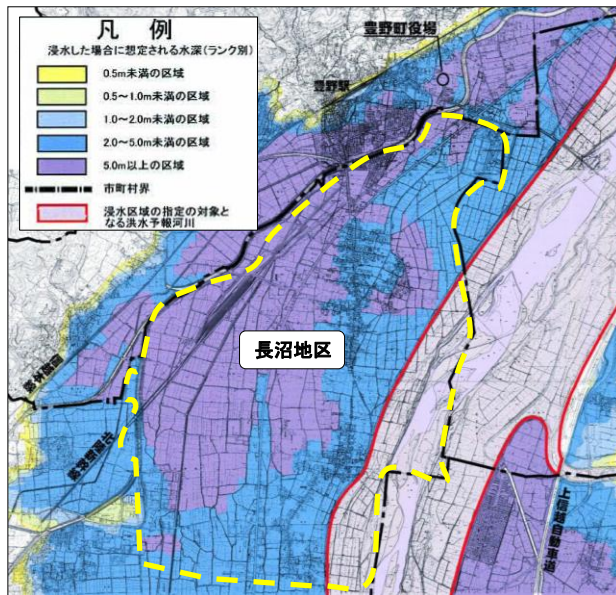 凡例
浸水した場合に想定される水深(ランク別)
0.5m未満の区域
0.5～1.0m未満の区域
1.0～2.0m未満の区域
2.0～5.0m未満の区域
5.0m以上の区域
市町村界
浸水区域の指定の対象と
なる洪水予報河川
豊野町役場
豊野駅
長沼地区
上信越自動車道